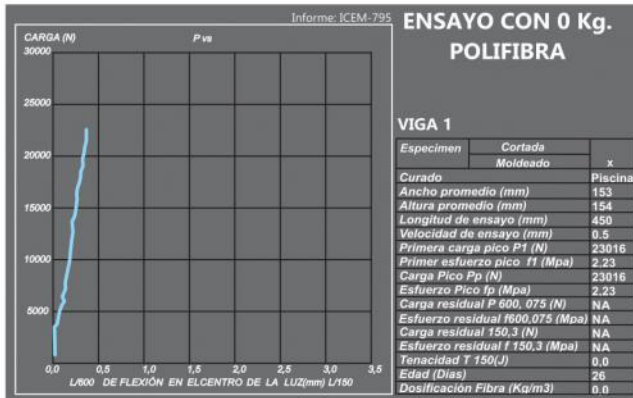 Informe: ICEM-795
CARGA (N)
P vs
30000
25000
20000
15000
10000
5000
0,0 0,5 1,0 1,5 2,0 2,5 3,0 3,5
L/600 DE FLEXIÓN EN ELCENTRO DE LA LUZ(mm) L/150
ENSAYO CON 0 Kg.
POLIFIBRA
VIGA 1
Especimen Cortada
Moldeado x
Curado Piscina
Ancho promedio (mm) 153
Altura promedio (mm) 154
Longitud de ensayo (mm) 450
Velocidad de ensayo (mm) 0.5
Primera carga pico P1 (N) 23016
Primer esfuerzo pico f1 (Mpa) 2.23
Carga Pico Pp (N) 23016
Esfuerzo Pico fp (Mpa) 2.23
Carga residual P 600, 075 (N) NA
Esfuerzo residual f600,075 (Mpa) NA
Carga residual 150,3 (N) NA
Esfuerzo residual f 150,3 (Mpa) NA
Tenacidad T 150(J) 0.0
Edad (Días) 26
Dosificación Fibra (Kg/m3) 0.0